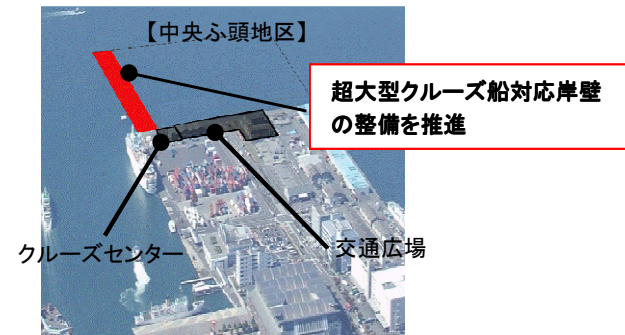 【中央ふ頭地区】
超大型クルーズ船対応岸壁
の整備を推進
クルーズセンター
交通広場